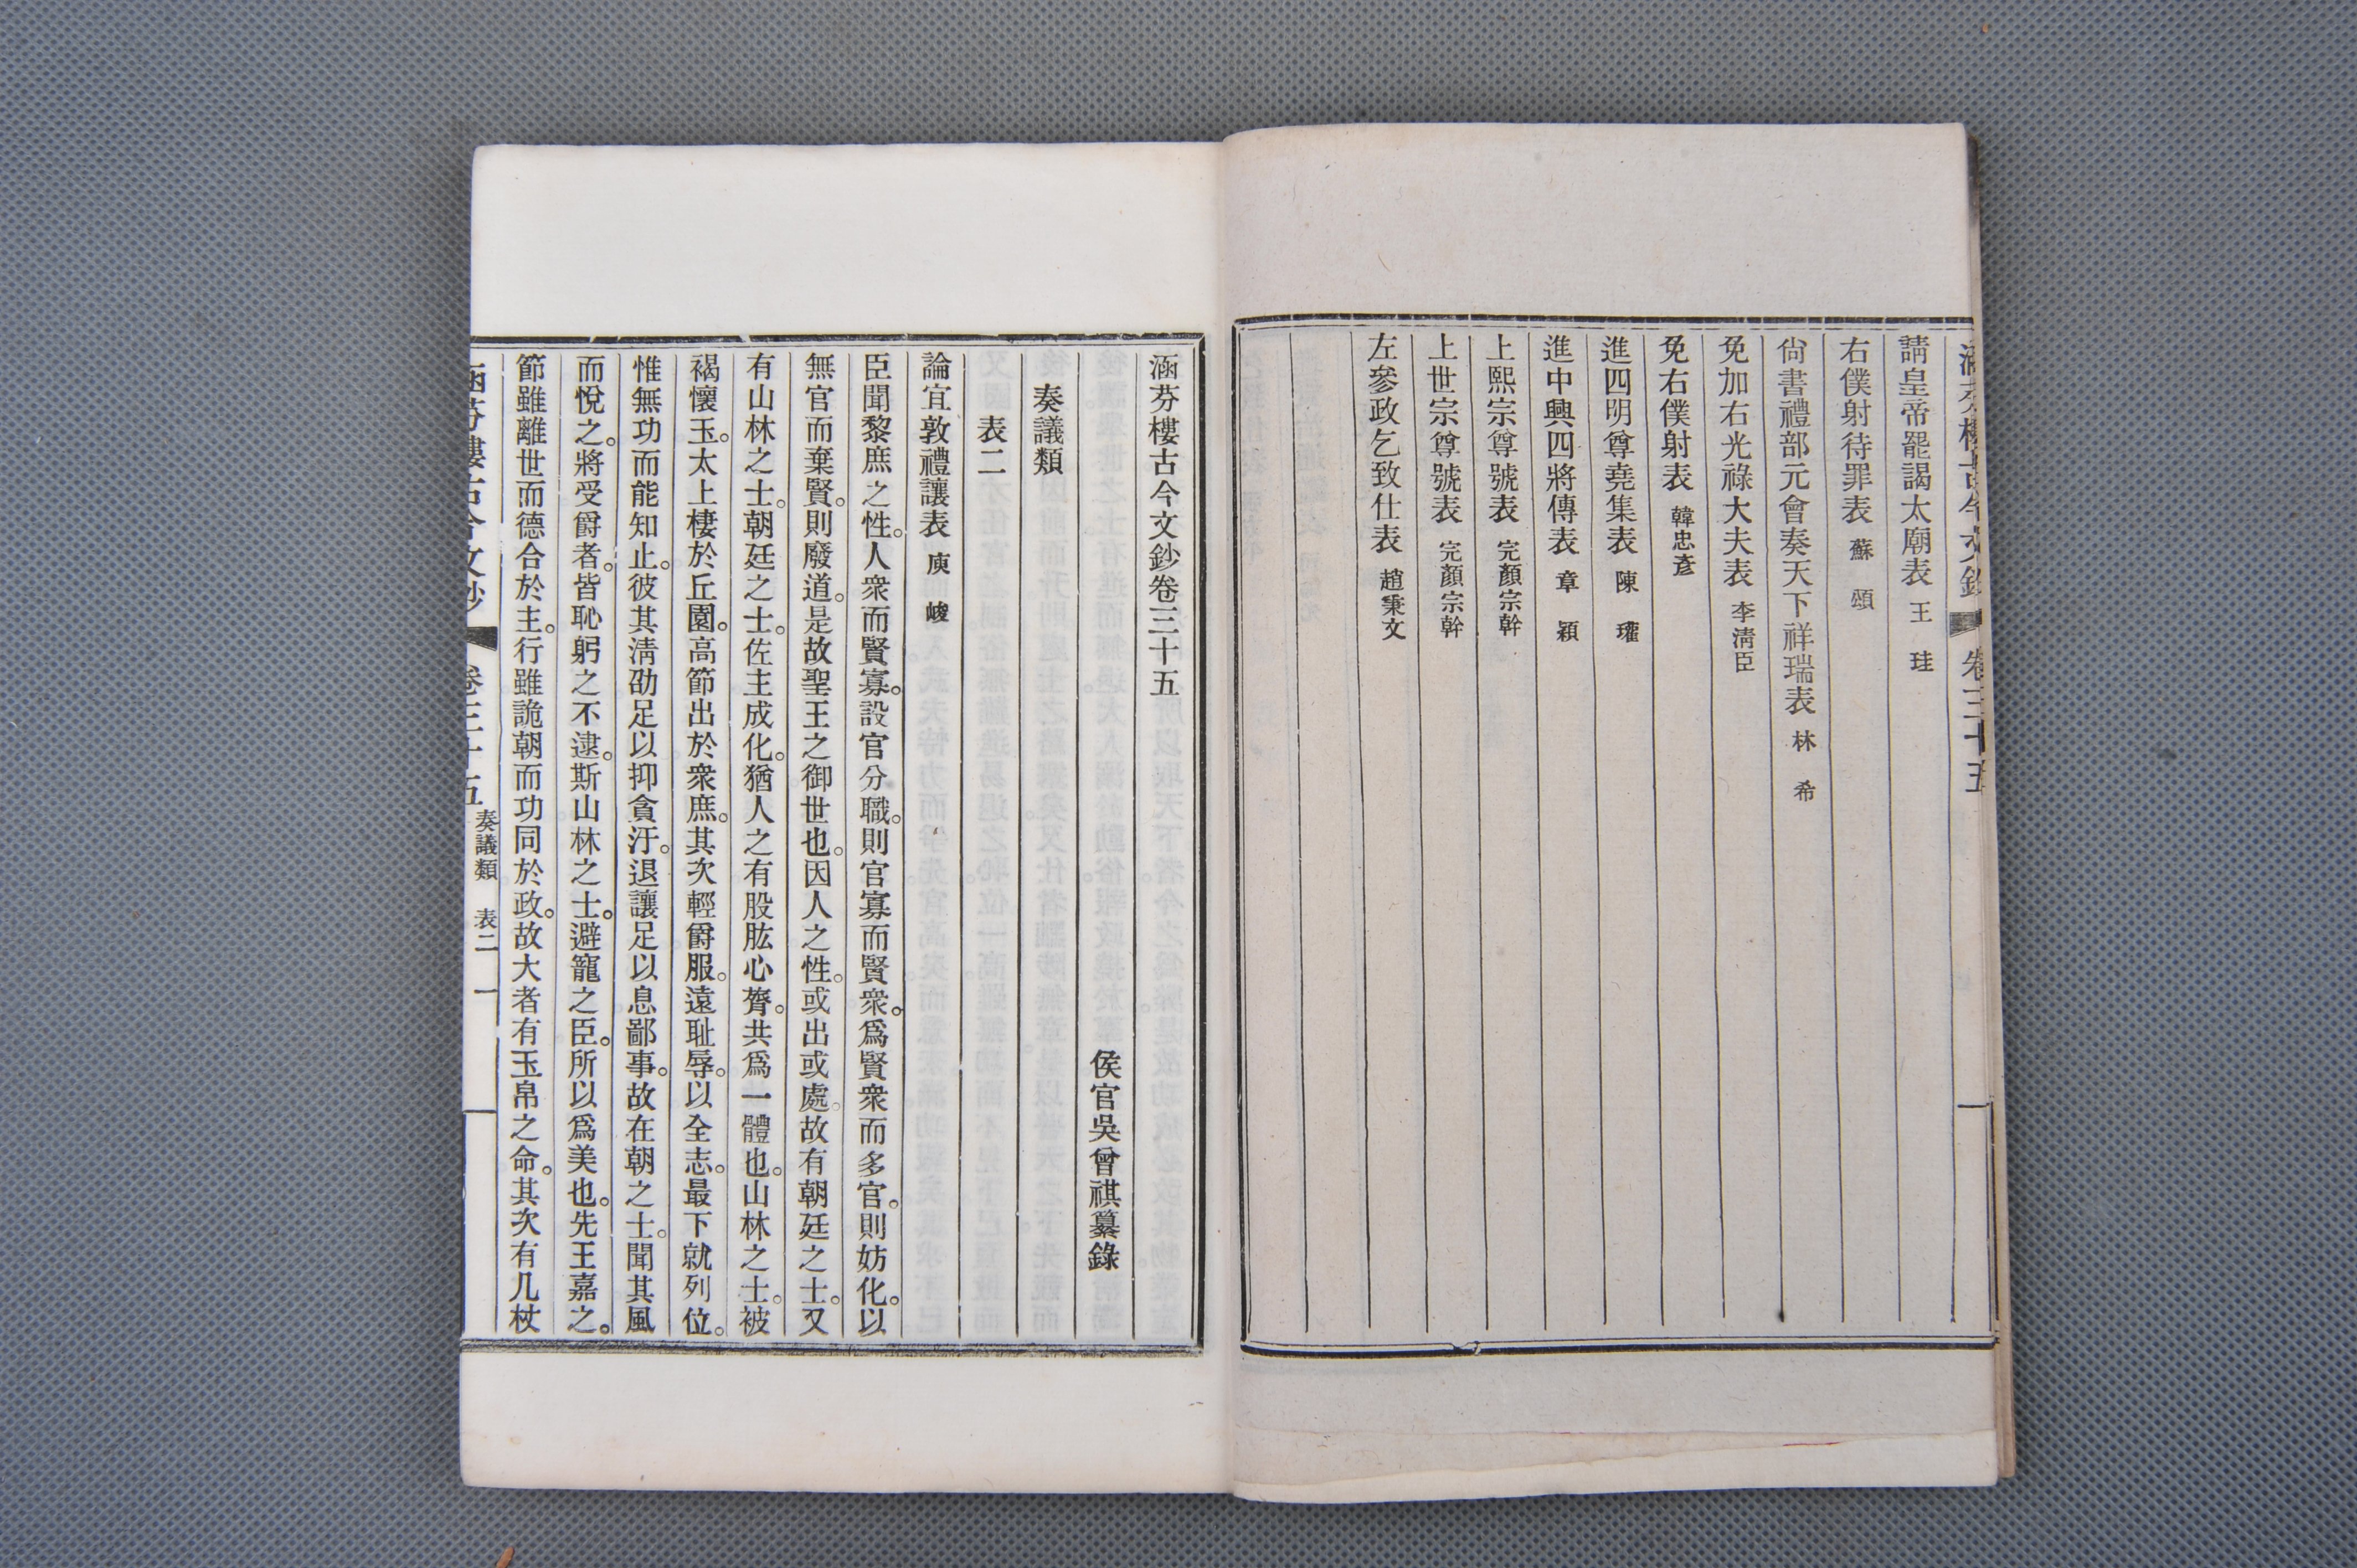 涵芬樓古今文鈔 卷三十五
請皇帝罷謁太廟表 王珪
右僕射待罪表 蘇頌
尙書禮部元會奏天下祥瑞表 林希
免加右光祿大夫表 李淸臣
免右僕射表 韓忠彥
進四明尊堯集表 陳瓘
進中興四將傳表 章穎
上熙宗尊號表 完顏宗幹
上世宗尊號表 完顏宗幹
左參政乞致仕表 趙秉文
涵芬樓古今文鈔卷三十五
侯官吳曾祺纂錄
奏議類
表二
論宜敦禮讓表 庾峻
臣聞黎庶之性。人衆而賢寡。設官分職。則官寡而賢衆。爲賢衆而多官。則妨化。以
無官而棄賢。則廢道。是故聖王之御世也。因人之性。或出或處。故有朝廷之士。又
有山林之士。朝廷之士。佐主成化。猶人之有股肱心膂。共爲一體也。山林之士。被
褐懷玉。太上棲於丘園。高節出於衆庶。其次輕爵服。遠耻辱。以全志。最下就列位。
惟無功而能知止。彼其淸劭足以抑貪汙。退讓足以息鄙事。故在朝之士。聞其風
而悅之。將受爵者。皆恥躬之不逮。斯山林之士。避寵之臣。所以爲美也。先王嘉之。
節雖離世而德合於主。行雖詭朝而功同於政。故大者有玉帛之命。其次有几杖
涵芬樓古今文鈔 卷三十五 奏議類 表二 一